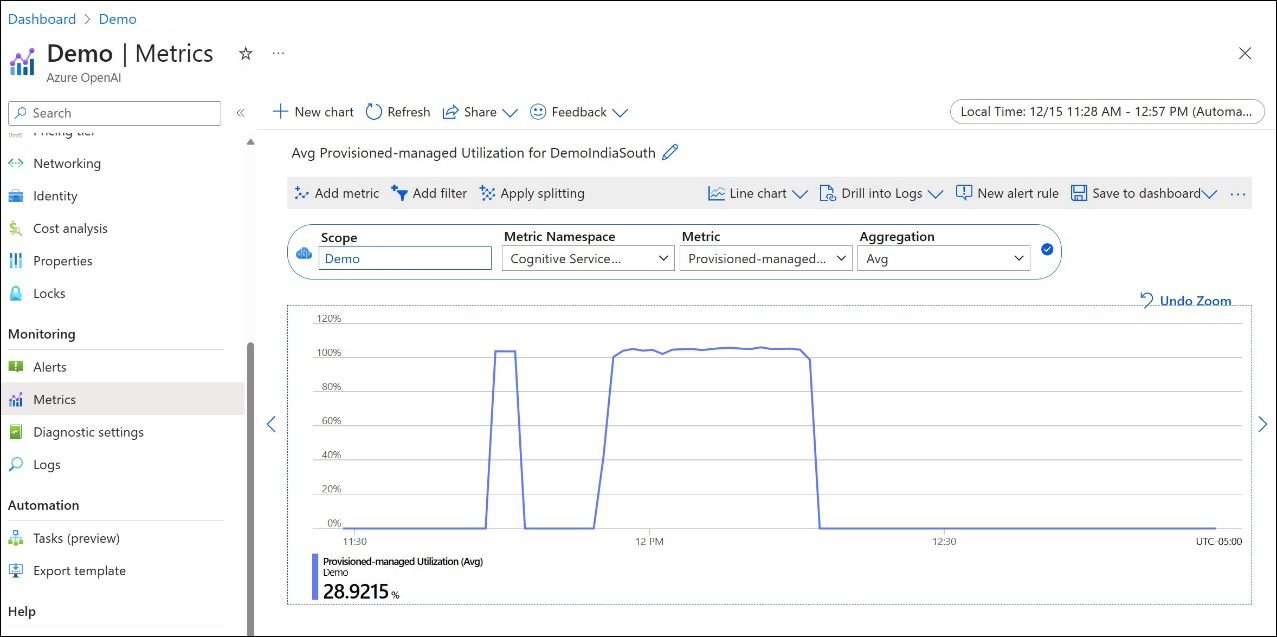 Dashboard > Demo
Demo | Metrics
Azure OpenAI
Search
Pricing tier
Networking
Identity
Cost analysis
Properties
Locks
Monitoring
Alerts
Metrics
Diagnostic settings
Logs
Automation
Tasks (preview)
Export template
Help
New chart Refresh Share Feedback
Local Time: 12/15 11:28 AM - 12:57 PM (Automa...
Avg Provisioned-managed Utilization for DemoIndiaSouth
Add metric Add filter Apply splitting Line chart Drill into Logs New alert rule Save to dashboard ...
Scope Metric Namespace Metric Aggregation
Demo Cognitive Service... Provisioned-managed... Avg
Undo Zoom
120%
100%
80%
60%
40%
20%
0%
11:30 12 PM 12:30 UTC-05:00
Provisioned-managed Utilization (Avg)
Demo
28.9215 %